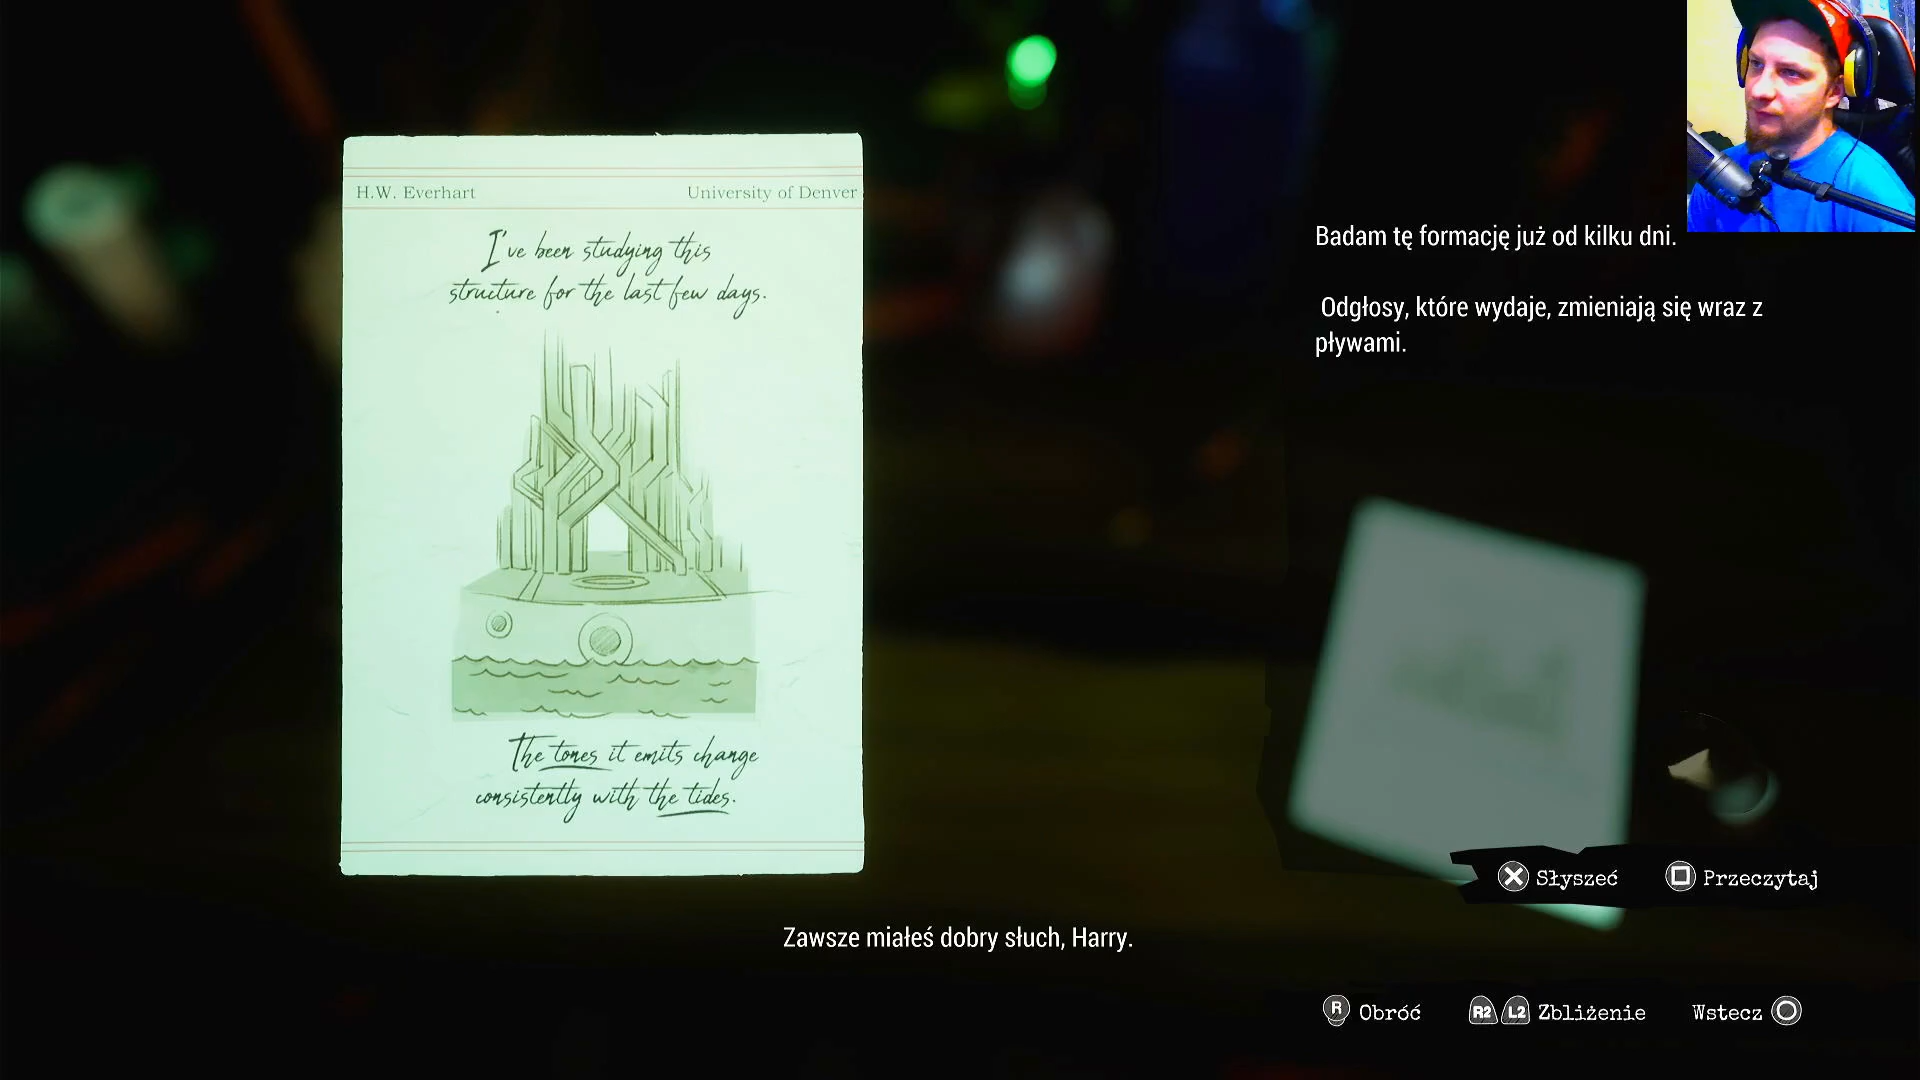 H.W. Everhart University of Denver
I've been studying this
structure for the last few days.
The tones it emits change
consistently with the tides.
Badam tę formację już od kilku dni.
Odgłosy, które wydaje, zmieniają się wraz z
pływami.
Słyszeć Przeczytaj
Zawsze miałeś dobry słuch, Harry.
R Obróć R2 L2 Zbliżenie Wstecz